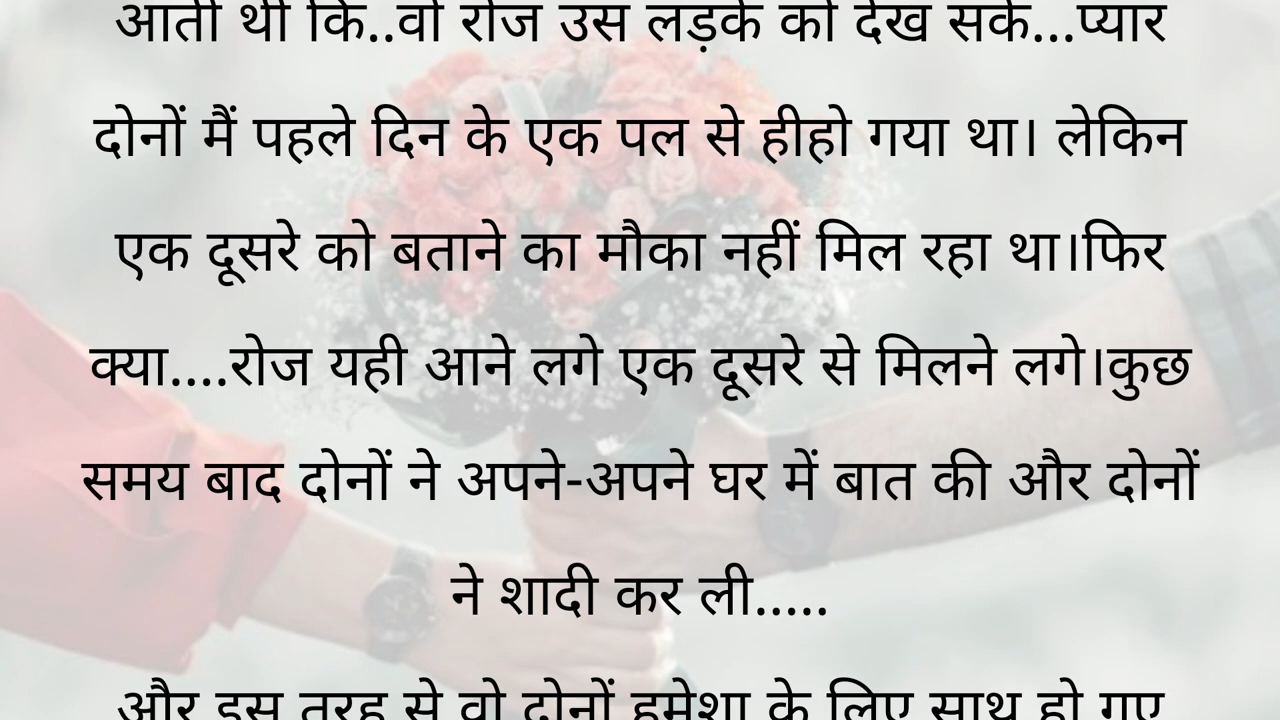 आती थी कि..वो रोज उस लड़के को देख सके...प्यार
दोनों मैं पहले दिन के एक पल से हीहो गया था। लेकिन
एक दूसरे को बताने का मौका नहीं मिल रहा था।फिर
क्या....रोज यही आने लगे एक दूसरे से मिलने लगे।कुछ
समय बाद दोनों ने अपने-अपने घर में बात की और दोनों
ने शादी कर ली.....
और इस तरह से वो दोनों हमेशा के लिए साथ हो गए